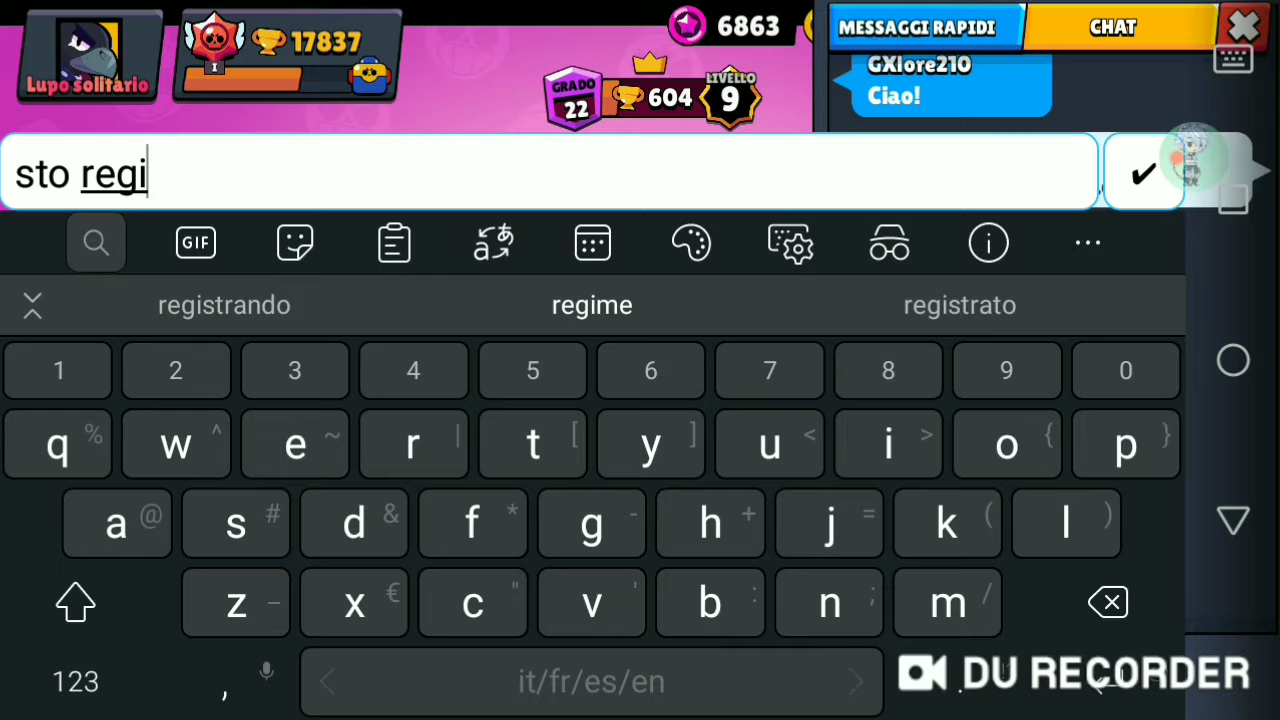 Lupo solitario
I
17837
6863
GRADO
22
604
LIVELLO
9
MESSAGGI RAPIDI
CHAT
GXlore210
Ciao!
sto regi
GIF
registrando regime registrato
1 2 3 4 5 6 7 8 9 0
q % w ^ e ~ r | t [ y ] u < i > o { p }
a @ s # d & f * g - h + j = k ( l )
z _ x € c " v ' b : n ; m /
123 , it/fr/es/en .
DU RECORDER